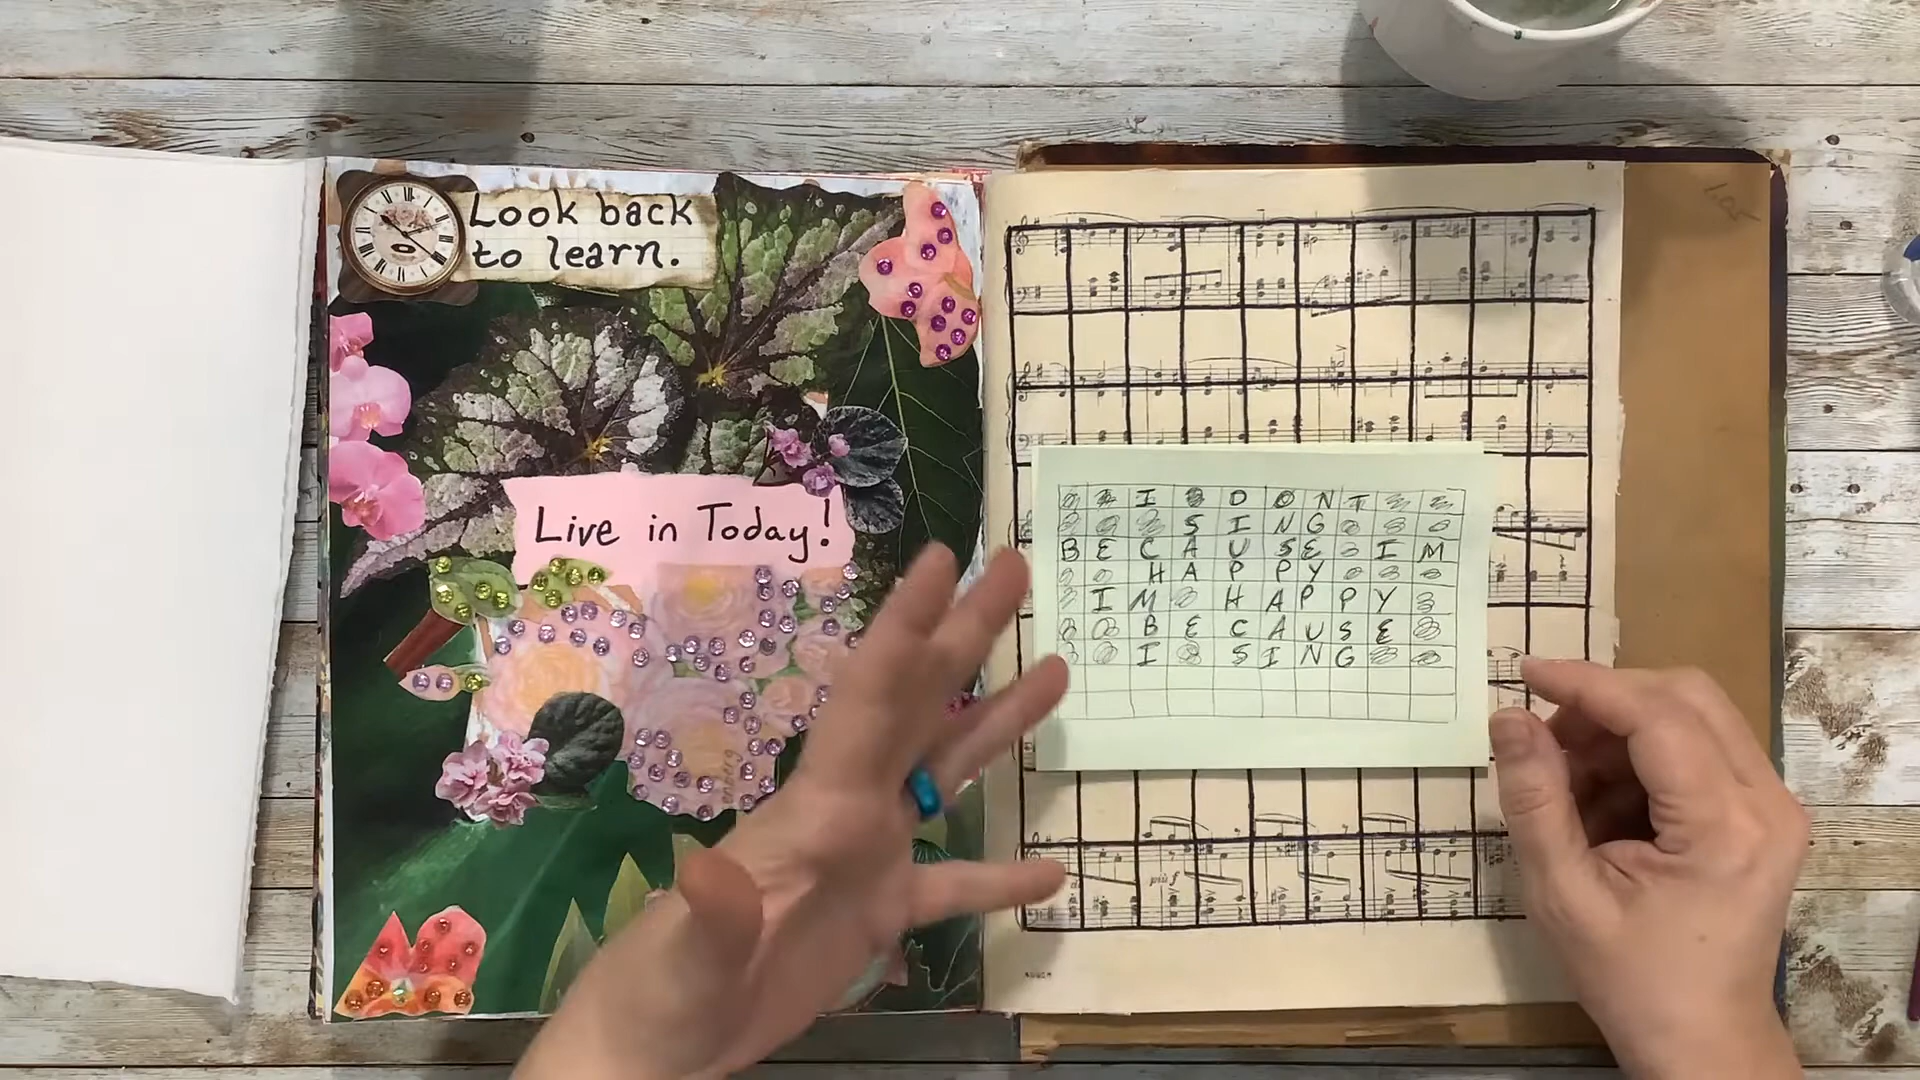 Look back
to learn.
Live in Today!
I DONT
SING
BECAUSE IM
HAPPY
IM HAPPY
BECAUSE
I SING
più f